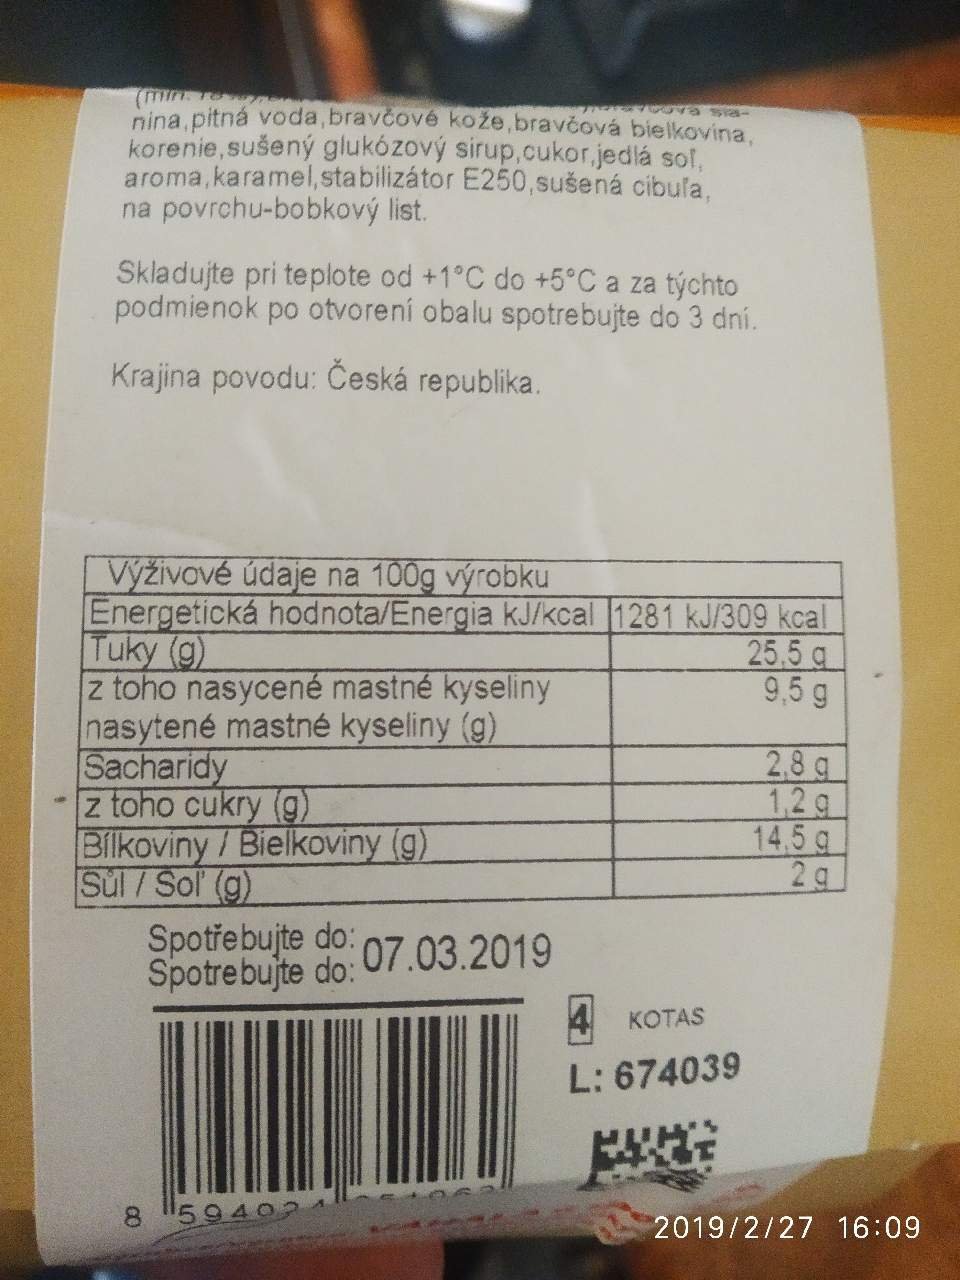 (min.
nina,pitná voda,bravčové kože,bravčová bielkovina,
korenie,sušený glukózový sirup,cukor,jedlá soľ,
aroma,karamel,stabilizátor E250,sušená cibuľa,
na povrchu-bobkový list.
Skladujte pri teplote od +1°C do +5°C a za týchto
podmienok po otvorení obalu spotrebujte do 3 dní.
Krajina povodu: Česká republika.
Výživové údaje na 100g výrobku
Energetická hodnota/Energia kJ/kcal 1281 kJ/309 kcal
Tuky (g) 25,5 g
z toho nasycené mastné kyseliny 9,5 g
nasytené mastné kyseliny (g)
Sacharidy 2,8 g
z toho cukry (g) 1,2 g
Bílkoviny / Bielkoviny (g) 14,5 g
Sůl / Soľ (g) 2 g
Spotřebujte do:
Spotrebujte do: 07.03.2019
4 KOTAS
L: 674039
8
2019/2/27 16:09